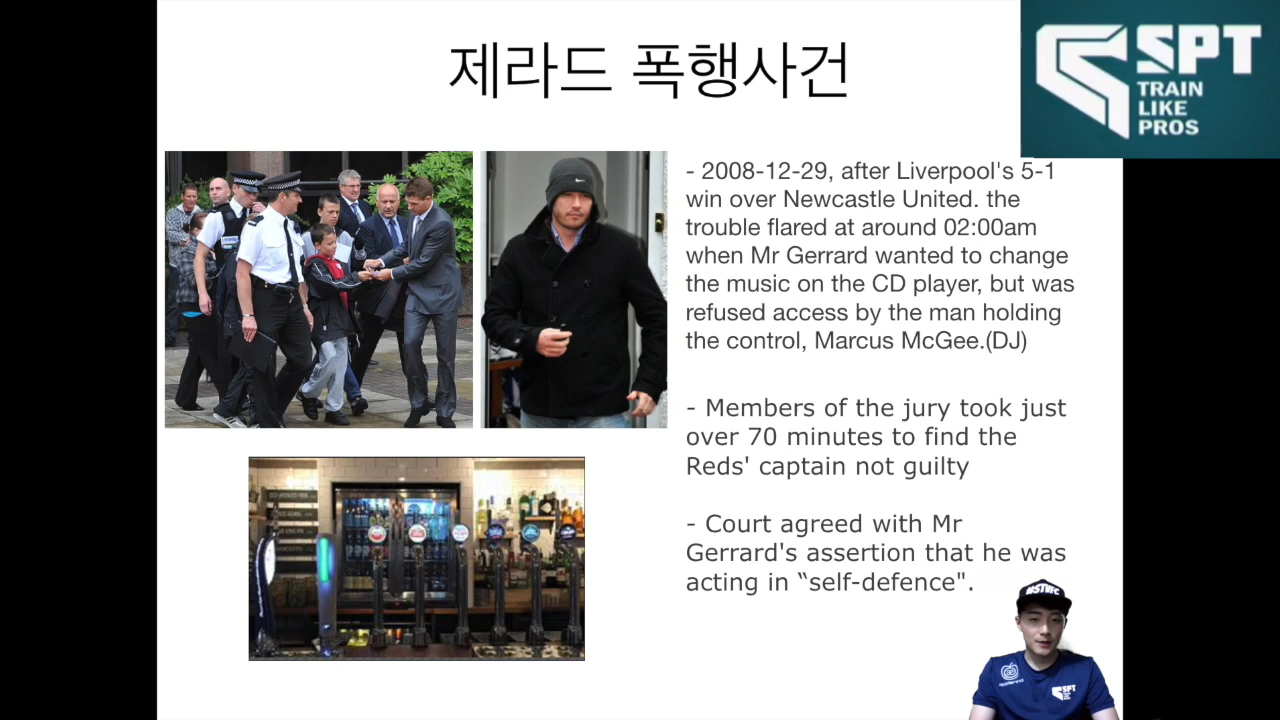 제라드 폭행사건
SPT
TRAIN
LIKE
PROS
- 2008-12-29, after Liverpool's 5-1
win over Newcastle United. the
trouble flared at around 02:00am
when Mr Gerrard wanted to change
the music on the CD player, but was
refused access by the man holding
the control, Marcus McGee.(DJ)
- Members of the jury took just
over 70 minutes to find the
Reds' captain not guilty
- Court agreed with Mr
Gerrard's assertion that he was
acting in “self-defence".
SPT